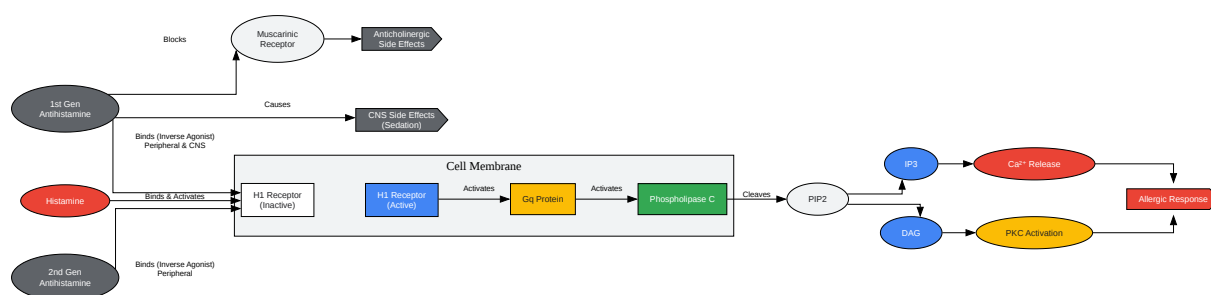 Blocks
Muscarinic
Receptor
Anticholinergic
Side Effects
1st Gen
Antihistamine
Causes
CNS Side Effects
(Sedation)
Binds (Inverse Agonist)
Peripheral & CNS
Cell Membrane
Histamine
Binds & Activates
H1 Receptor
(Inactive)
H1 Receptor
(Active)
Activates
Gq Protein
Activates
Phospholipase C
Cleaves
PIP2
IP3
Ca²⁺ Release
Allergic Response
DAG
PKC Activation
2nd Gen
Antihistamine
Binds (Inverse Agonist)
Peripheral